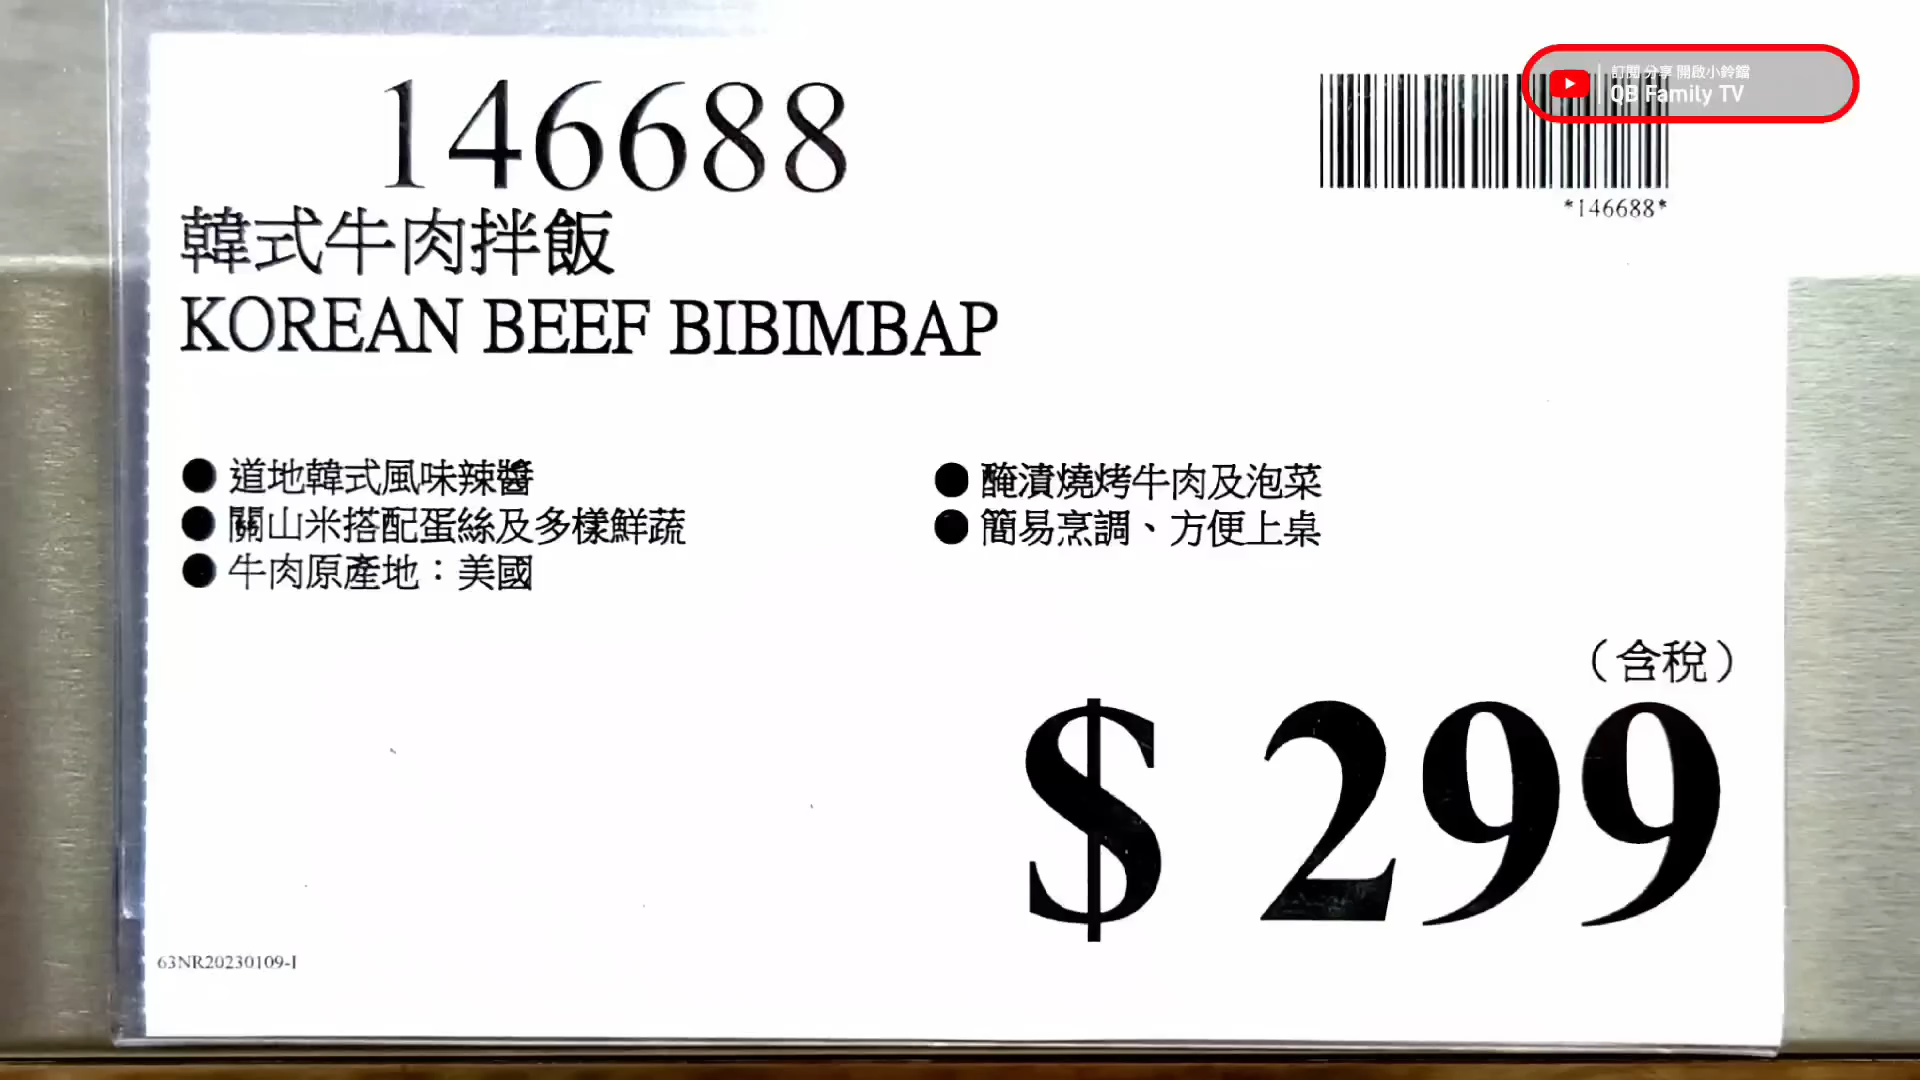 146688
訂閱 分享 開啟小鈴鐺
QB Family TV
*146688*
韓式牛肉拌飯
KOREAN BEEF BIBIMBAP
● 道地韓式風味辣醬
● 關山米搭配蛋絲及多樣鮮蔬
● 牛肉原產地：美國
● 醃漬燒烤牛肉及泡菜
● 簡易烹調、方便上桌
（含稅）
$ 299
63NR20230109-I